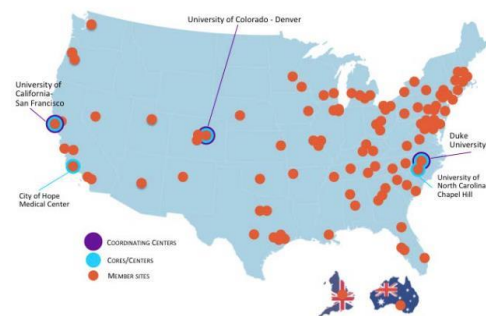 University of Colorado - Denver
University of
California-
San Francisco
Duke
University
City of Hope
Medical Center
University of
North Carolina
Chapel Hill
COORDINATING CENTERS
CORES/CENTERS
MEMBER SITES